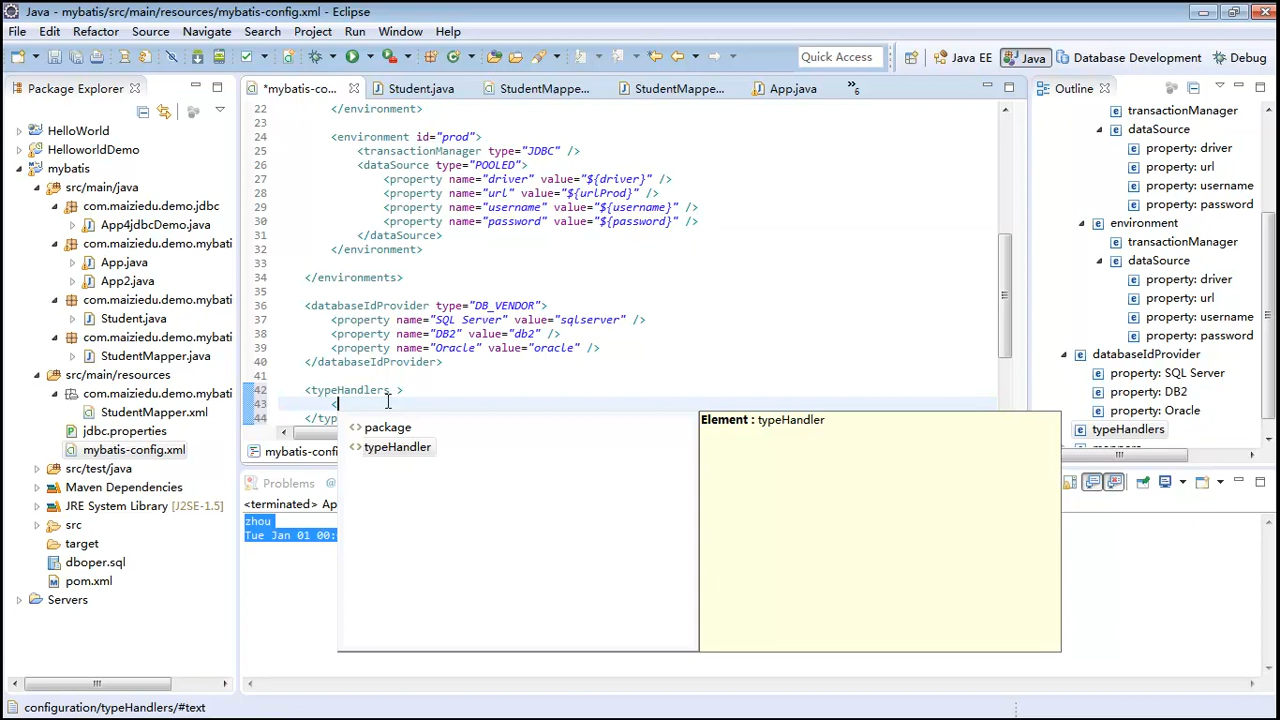 Java - mybatis/src/main/resources/mybatis-config.xml - Eclipse
File Edit Refactor Source Navigate Search Project Run Window Help
Quick Access Java EE Java Database Development Debug
Package Explorer
*mybatis-co... Student.java StudentMappe... StudentMappe... App.java »6
Outline
HelloWorld
HelloworldDemo
mybatis
src/main/java
com.maiziedu.demo.jdbc
App4jdbcDemo.java
com.maiziedu.demo.mybati
App.java
App2.java
com.maiziedu.demo.mybati
Student.java
com.maiziedu.demo.mybati
StudentMapper.java
src/main/resources
com.maiziedu.demo.mybati
StudentMapper.xml
jdbc.properties
mybatis-config.xml
src/test/java
Maven Dependencies
JRE System Library [J2SE-1.5]
src
target
dboper.sql
pom.xml
Servers
22 </environment>
23
24 <environment id="prod">
25 <transactionManager type="JDBC" />
26 <dataSource type="POOLED">
27 <property name="driver" value="${driver}" />
28 <property name="url" value="${urlProd}" />
29 <property name="username" value="${username}" />
30 <property name="password" value="${password}" />
31 </dataSource>
32 </environment>
33
34 </environments>
35
36 <databaseIdProvider type="DB_VENDOR">
37 <property name="SQL Server" value="sqlserver" />
38 <property name="DB2" value="db2" />
39 <property name="Oracle" value="oracle" />
40 </databaseIdProvider>
41
42 <typeHandlers >
43 <
44 </typ
package
typeHandler
Element : typeHandler
mybatis-confi
Problems @
<terminated> Ap
zhou
Tue Jan 01 00:
transactionManager
dataSource
property: driver
property: url
property: username
property: password
environment
transactionManager
dataSource
property: driver
property: url
property: username
property: password
databaseIdProvider
property: SQL Server
property: DB2
property: Oracle
typeHandlers
configuration/typeHandlers/#text